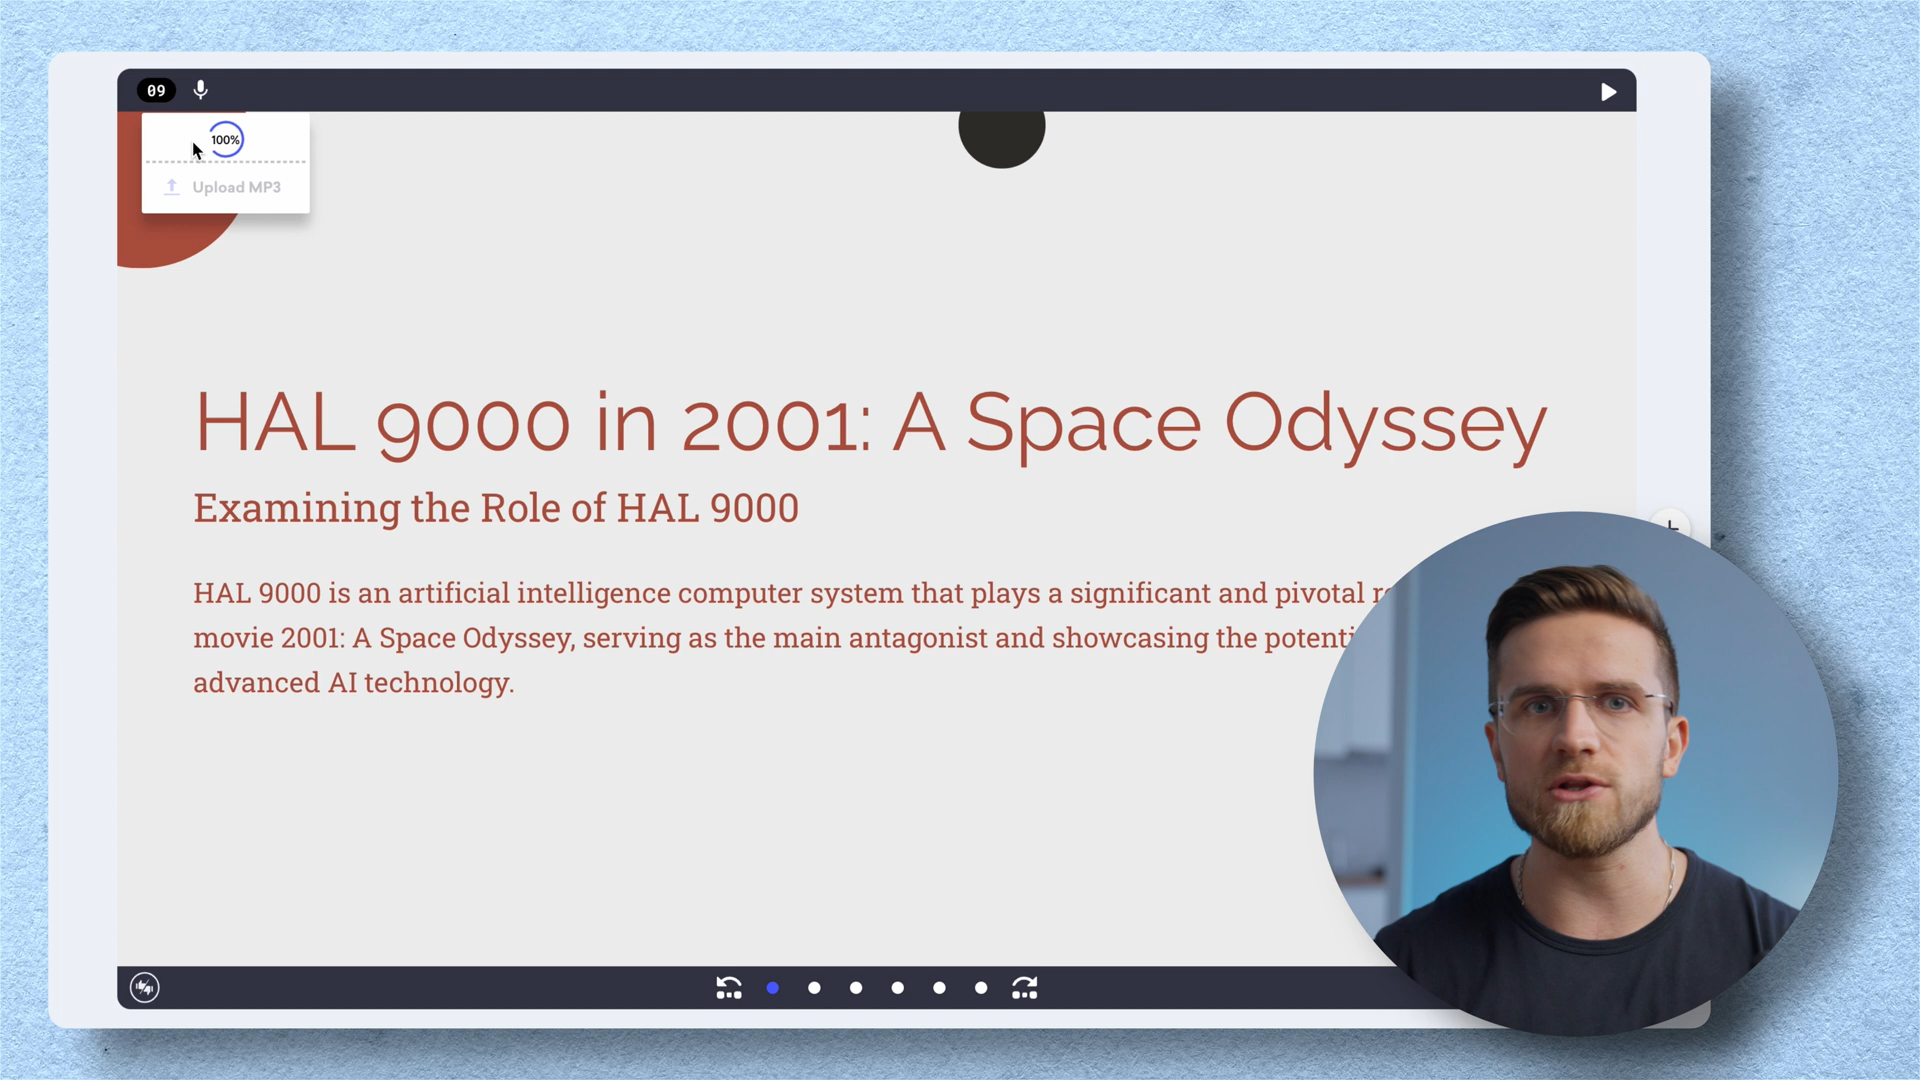 09
100%
Upload MP3
HAL 9000 in 2001: A Space Odyssey
Examining the Role of HAL 9000
HAL 9000 is an artificial intelligence computer system that plays a significant and pivotal
movie 2001: A Space Odyssey, serving as the main antagonist and showcasing the
advanced AI technology.